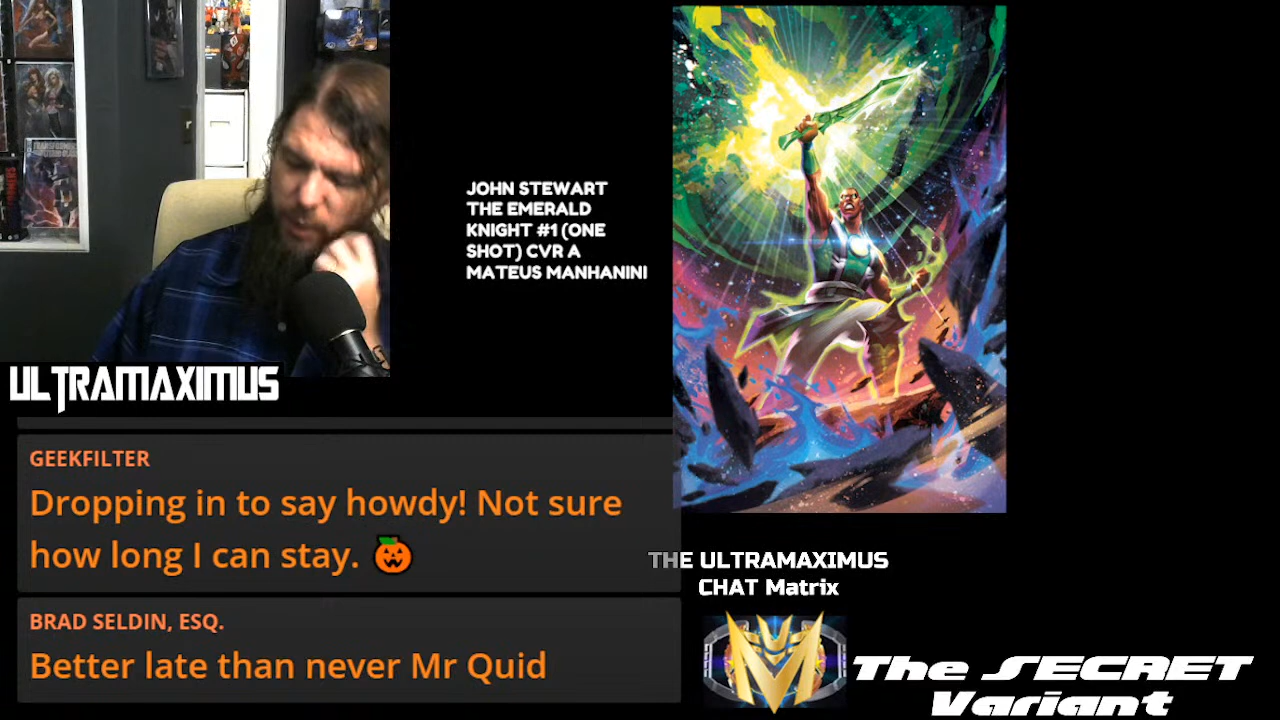 JOHN STEWART
THE EMERALD
KNIGHT #1 (ONE
SHOT) CVR A
MATEUS MANHANINI
ULTRAMAXIMUS
GEEKFILTER
Dropping in to say howdy! Not sure
how long I can stay. 🎃
BRAD SELDIN, ESQ.
Better late than never Mr Quid
THE ULTRAMAXIMUS
CHAT Matrix
The SECRET
Variant